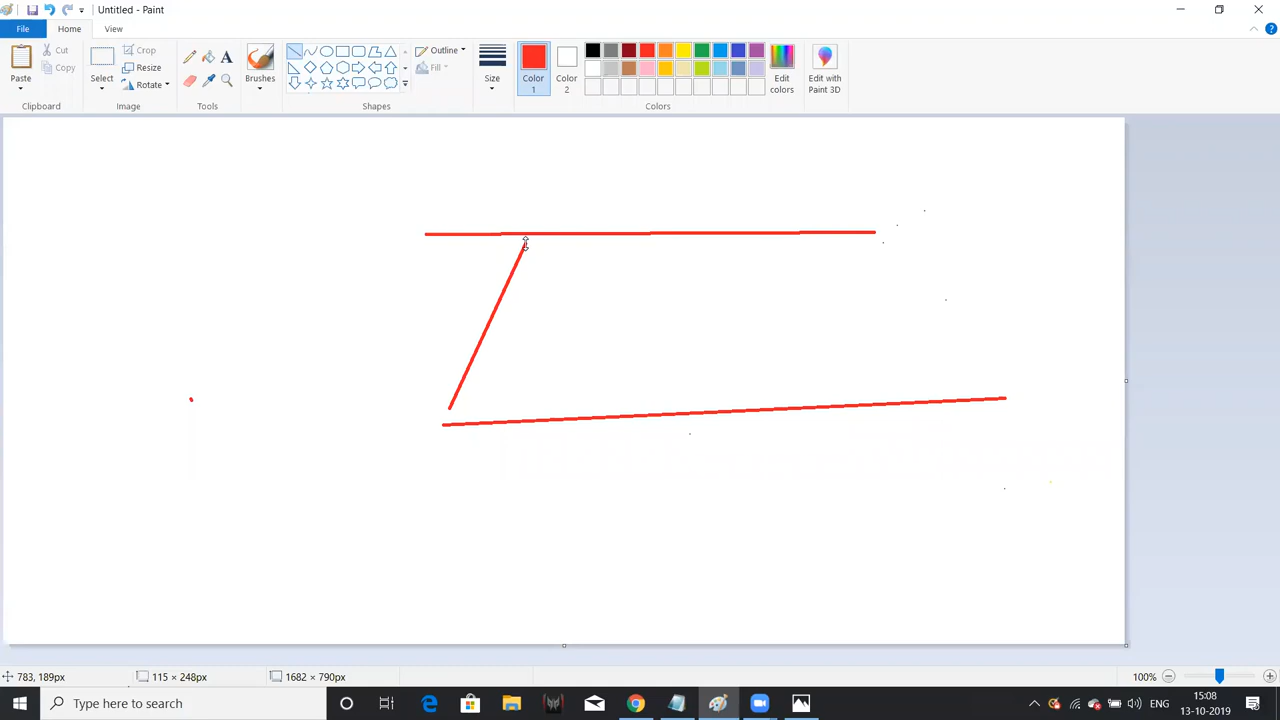 Untitled - Paint
File
Home
View
Paste
Cut
Copy
Clipboard
Select
Crop
Resize
Rotate
Image
Tools
Brushes
Shapes
Outline
Fill
Size
Color 1
Color 2
Edit colors
Colors
Edit with Paint 3D
783, 189px
115 × 248px
1682 × 790px
100%
Type here to search
ENG
15:08
13-10-2019